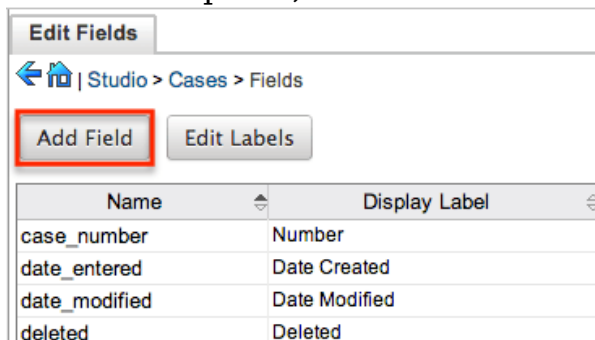 Edit Fields
| Studio > Cases > Fields
Add Field Edit Labels
Name Display Label
case_number Number
date_entered Date Created
date_modified Date Modified
deleted Deleted